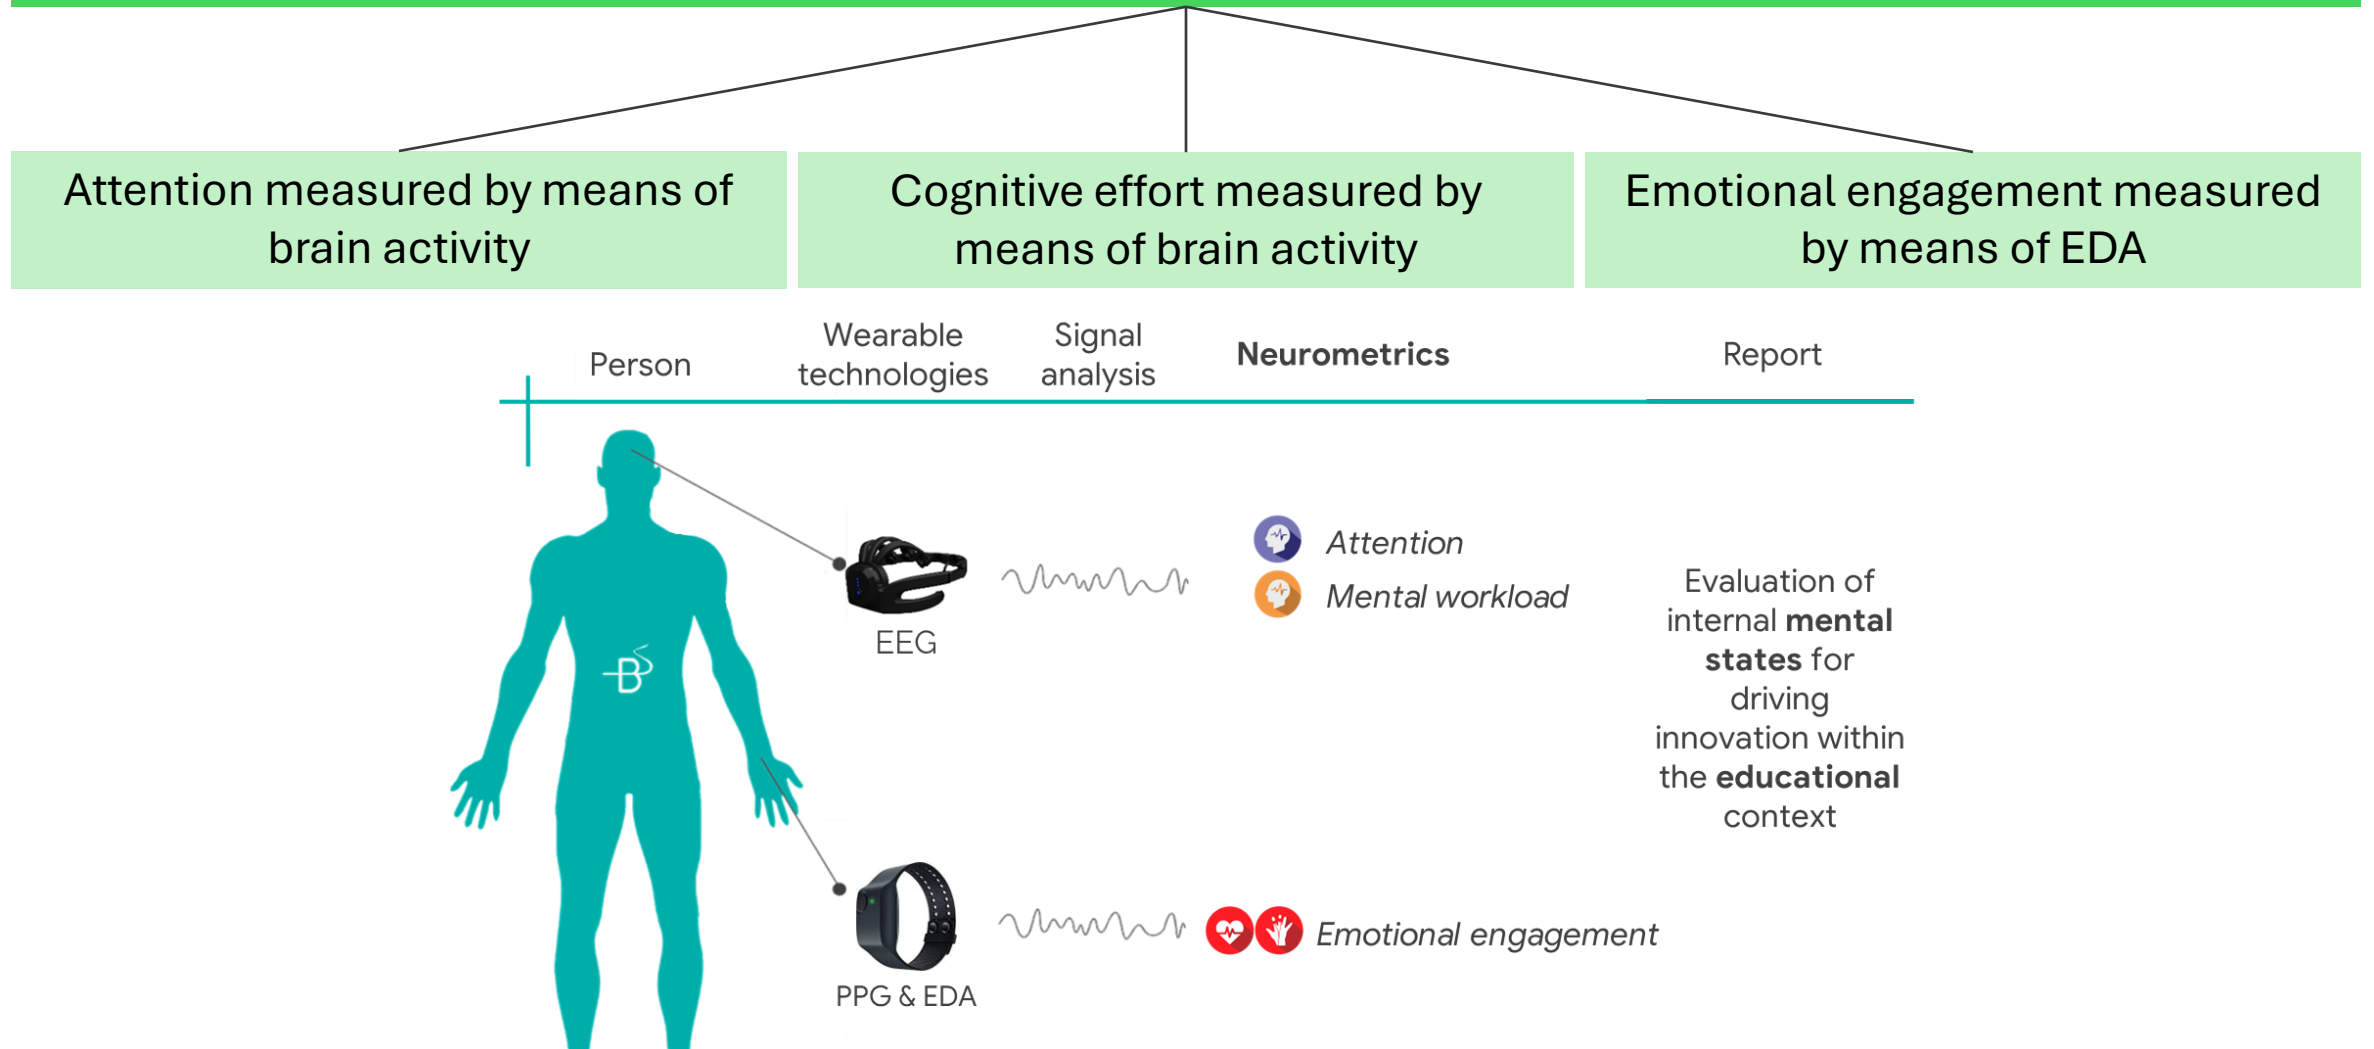 Attention measured by means of
brain activity
Cognitive effort measured by
means of brain activity
Emotional engagement measured
by means of EDA
Person
Wearable
technologies
Signal
analysis
Neurometrics
Report
EEG
Attention
Mental workload
Evaluation of
internal mental
states for
driving
innovation within
the educational
context
B
PPG & EDA
Emotional engagement